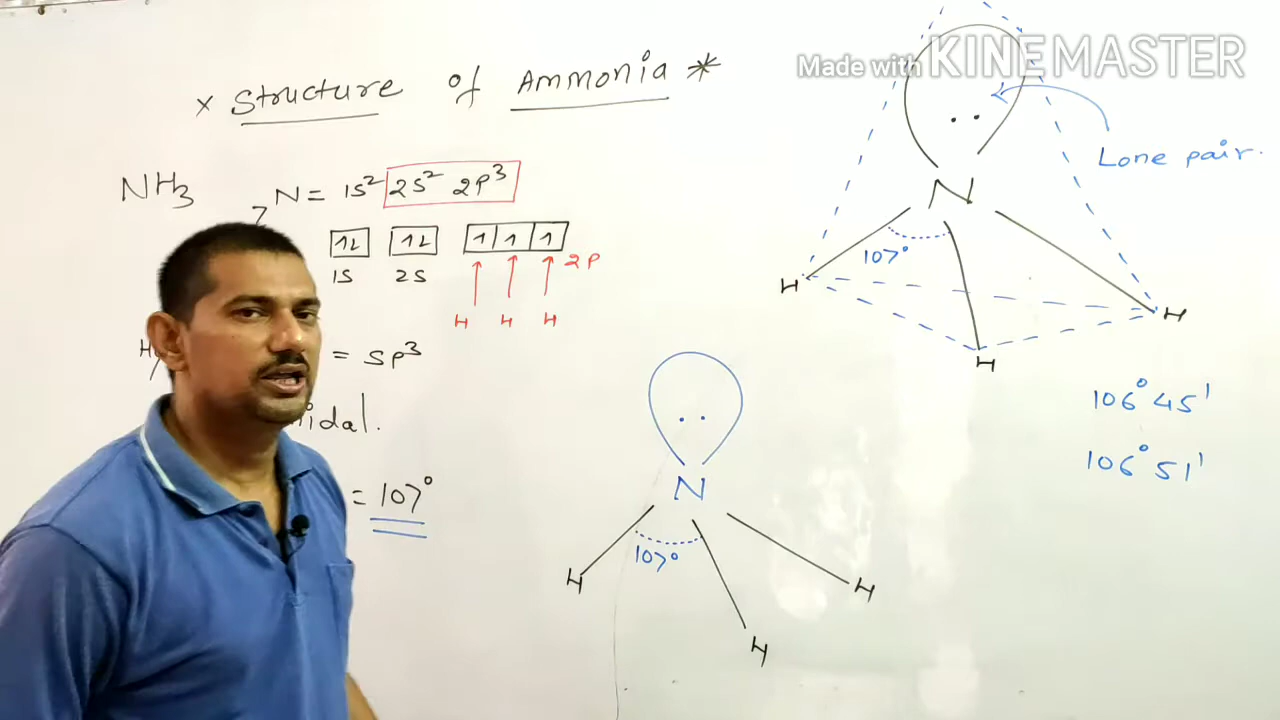 Made with KINEMASTER
× Structure of Ammonia *
NH3
7N = 1S² 2S² 2P³
1S 2S 2P
H H H
= SP³
idal.
= 107°
Lone pair.
N
107°
H H
H
106° 45'
106° 51'
N
107°
H H
H